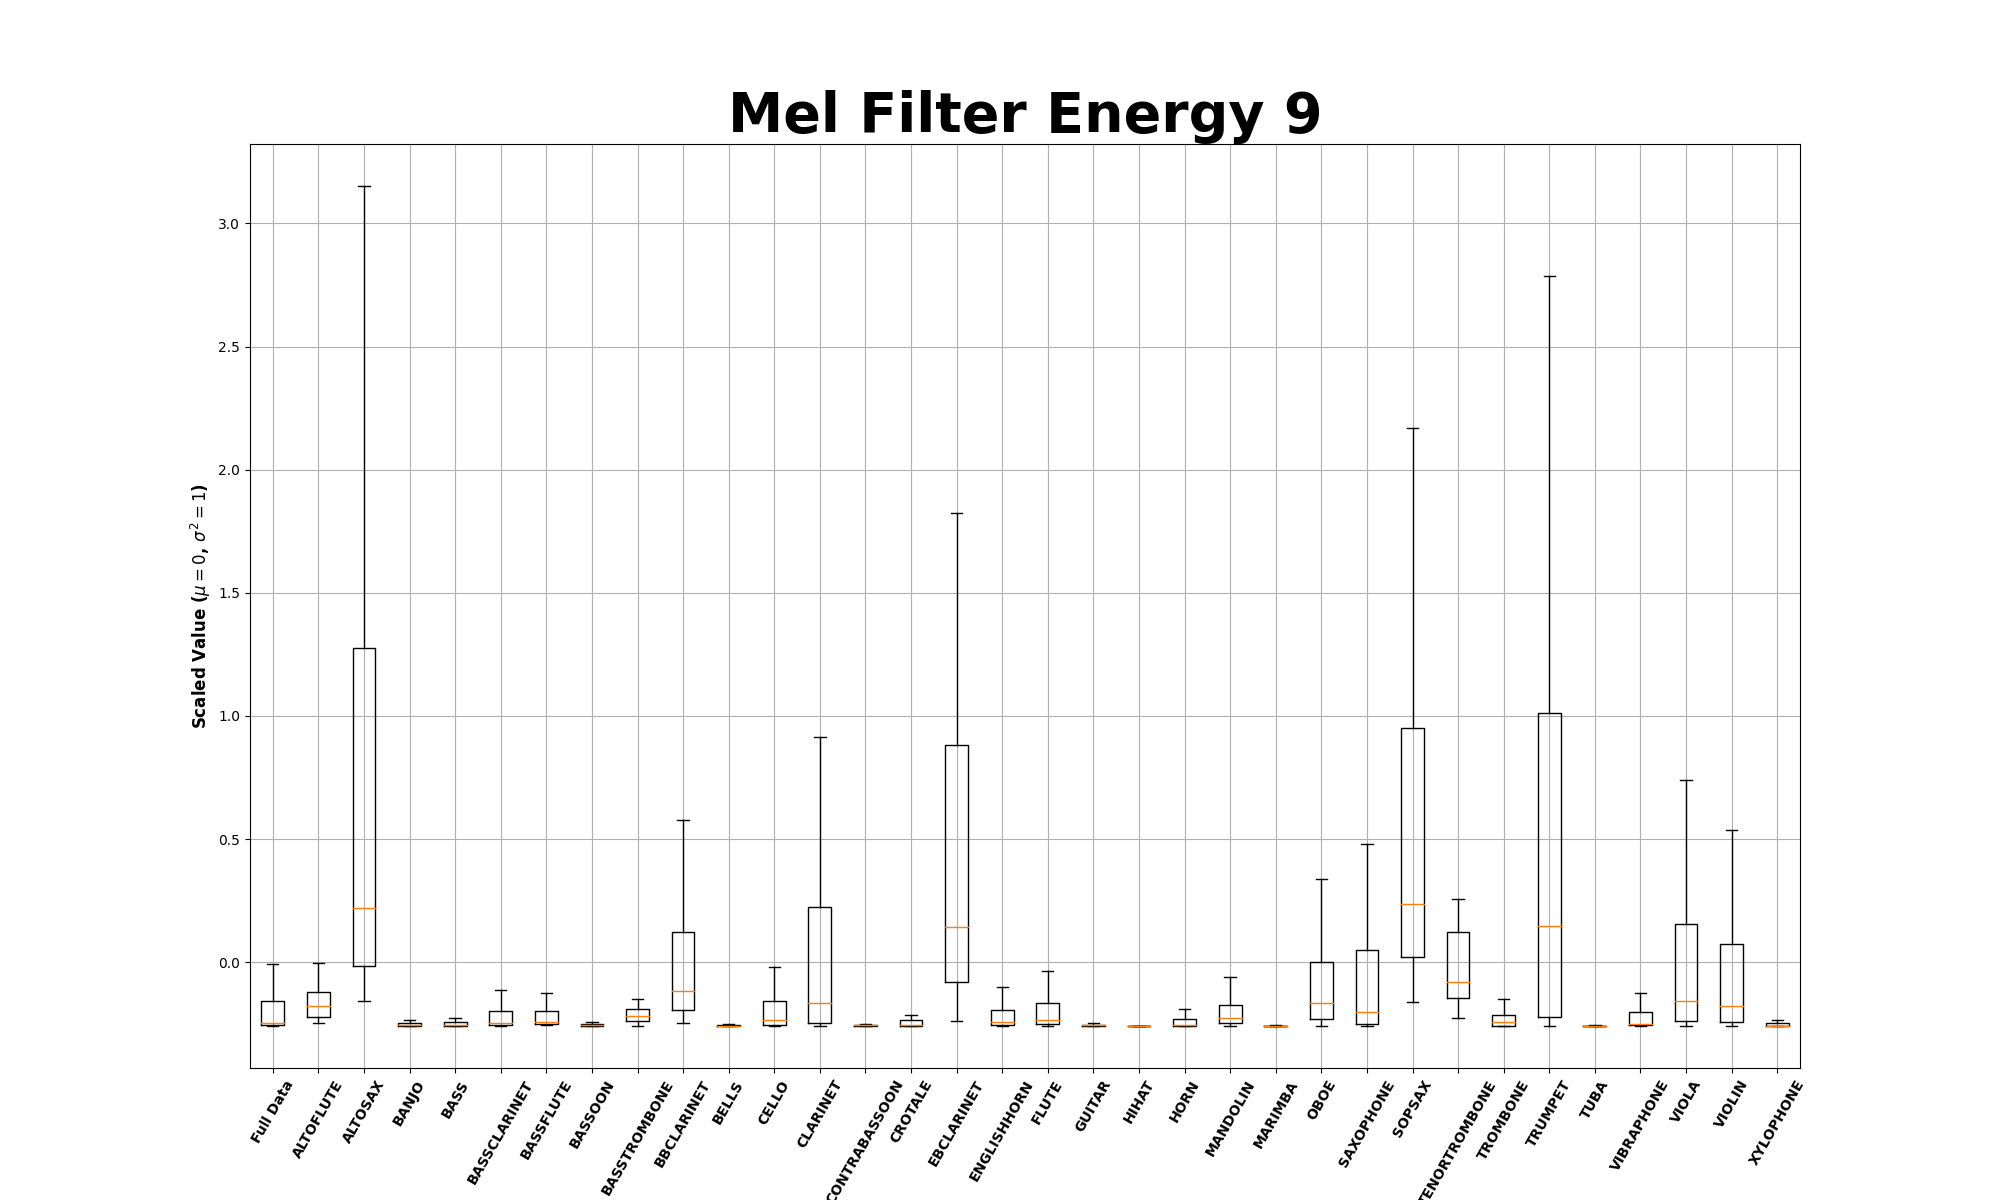 Mel Filter Energy 9
Scaled Value (μ = 0, σ² = 1)
3.0
2.5
2.0
1.5
1.0
0.5
0.0
Full Data
ALTOFLUTE
ALTOSAX
BANJO
BASS
BASSCLARINET
BASSFLUTE
BASSOON
BASSTROMBONE
BBCLARINET
BELLS
CELLO
CLARINET
CONTRABASSOON
CROTALE
EBCLARINET
ENGLISHHORN
FLUTE
GUITAR
HIHAT
HORN
MANDOLIN
MARIMBA
OBOE
SAXOPHONE
SOPSAX
TENORTROMBONE
TROMBONE
TRUMPET
TUBA
VIBRAPHONE
VIOLA
VIOLIN
XYLOPHONE